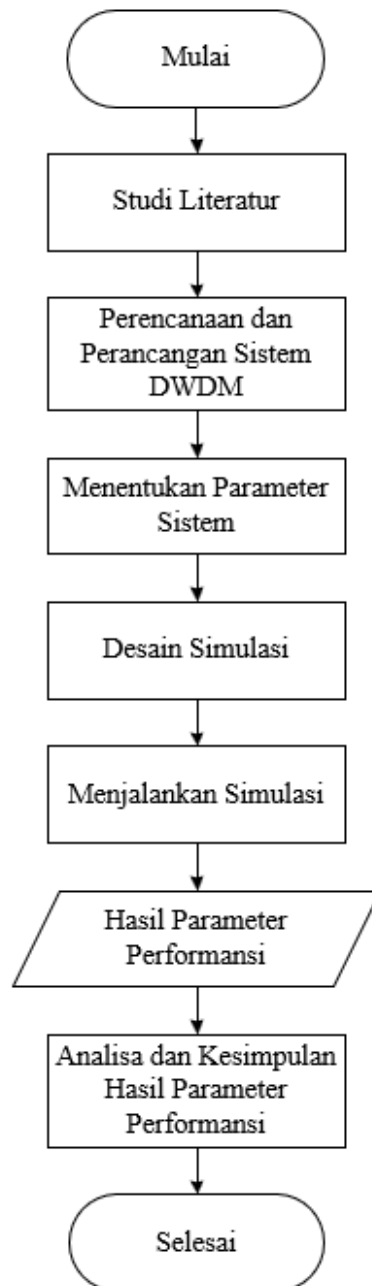 Mulai
Studi Literatur
Perencanaan dan
Perancangan Sistem
DWDM
Menentukan Parameter
Sistem
Desain Simulasi
Menjalankan Simulasi
Hasil Parameter
Performansi
Analisa dan Kesimpulan
Hasil Parameter
Performansi
Selesai